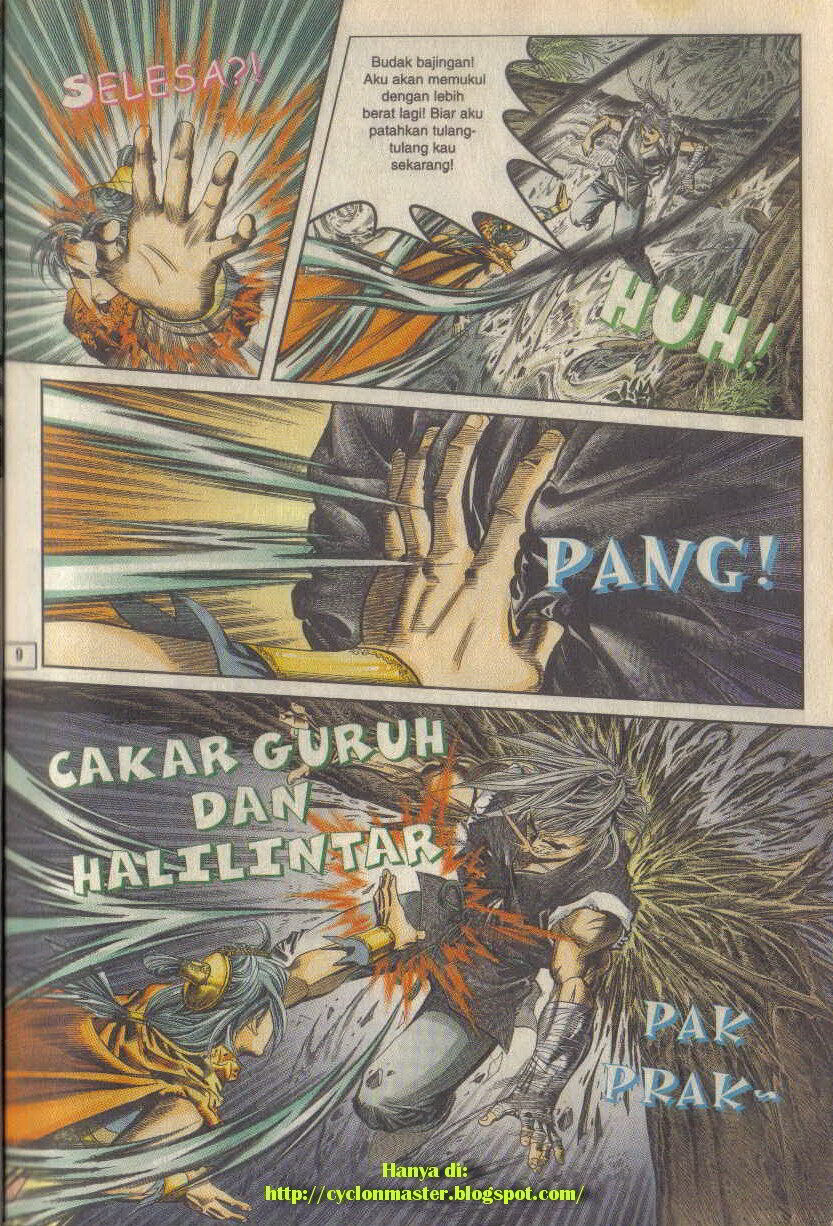 SELESA?!
Budak bajingan!
Aku akan memukul
dengan lebih
berat lagi! Biar aku
patahkan tulang-
tulang kau
sekarang!
HUH!
PANG!
9
CAKAR GURUH
DAN
HALILINTAR
PAK
PRAK~
Hanya di:
http://cyclonmaster.blogspot.com/